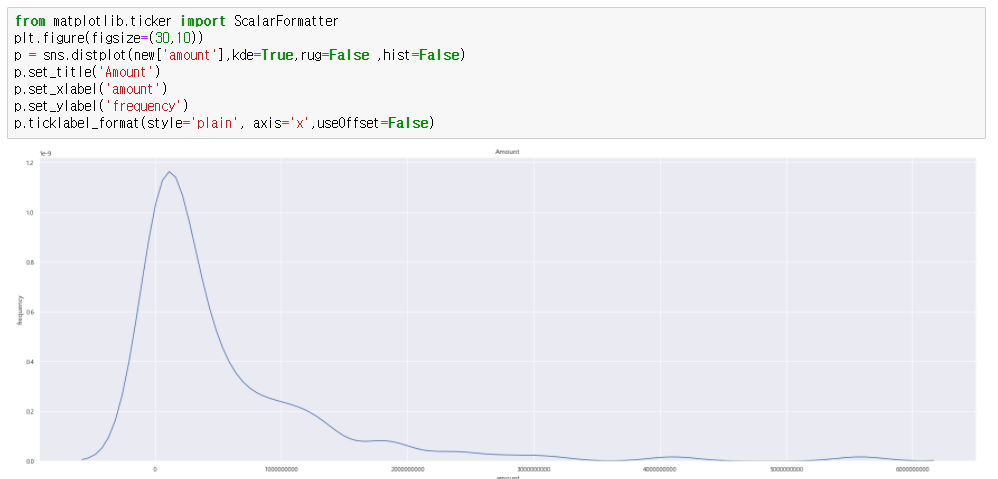 from matplotlib.ticker import ScalarFormatter
plt.figure(figsize=(30,10))
p = sns.distplot(new['amount'],kde=True,rug=False ,hist=False)
p.set_title('Amount')
p.set_xlabel('amount')
p.set_ylabel('frequency')
p.ticklabel_format(style='plain', axis='x',useOffset=False)
Amount
1e-9
1.2
1.0
0.8
0.6
0.4
0.2
0.0
frequency
0 1000000000 2000000000 3000000000 4000000000 5000000000 6000000000
amount